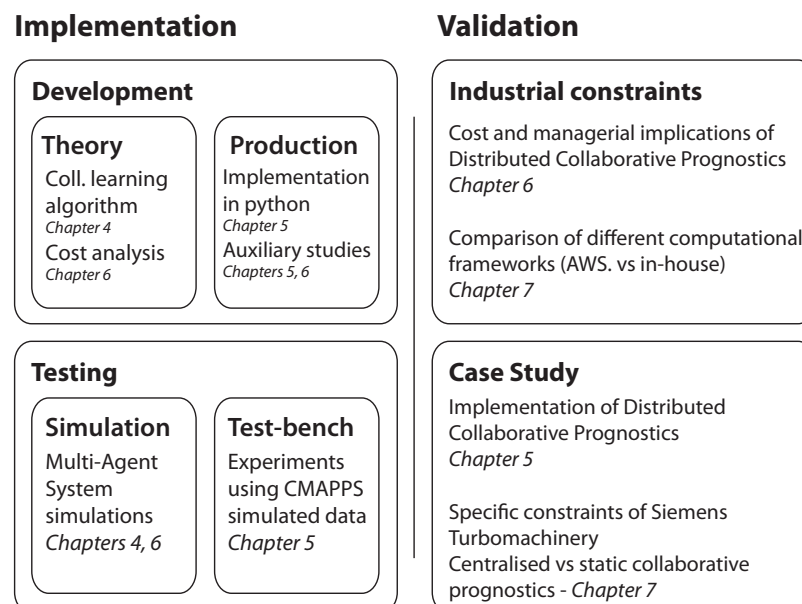 Implementation
Development
Theory
Coll. learning
algorithm
Chapter 4
Cost analysis
Chapter 6
Production
Implementation
in python
Chapter 5
Auxiliary studies
Chapters 5, 6
Testing
Simulation
Multi-Agent
System
simulations
Chapters 4, 6
Test-bench
Experiments
using CMAPPS
simulated data
Chapter 5
Validation
Industrial constraints
Cost and managerial implications of
Distributed Collaborative Prognostics
Chapter 6
Comparison of different computational
frameworks (AWS. vs in-house)
Chapter 7
Case Study
Implementation of Distributed
Collaborative Prognostics
Chapter 5
Specific constraints of Siemens
Turbomachinery
Centralised vs static collaborative
prognostics - Chapter 7